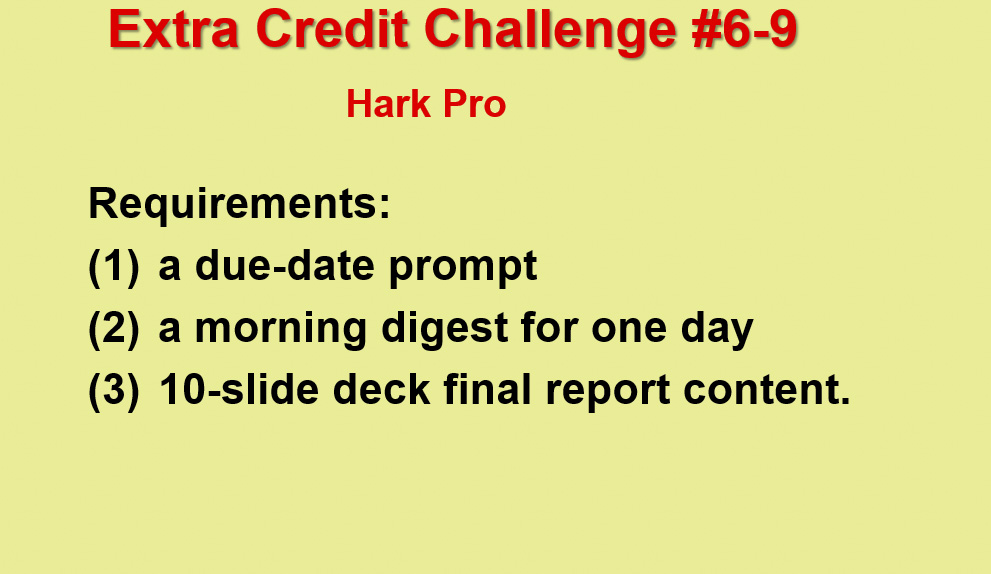 Extra Credit Challenge #6-9
Hark Pro
Requirements:
(1) a due-date prompt
(2) a morning digest for one day
(3) 10-slide deck final report content.